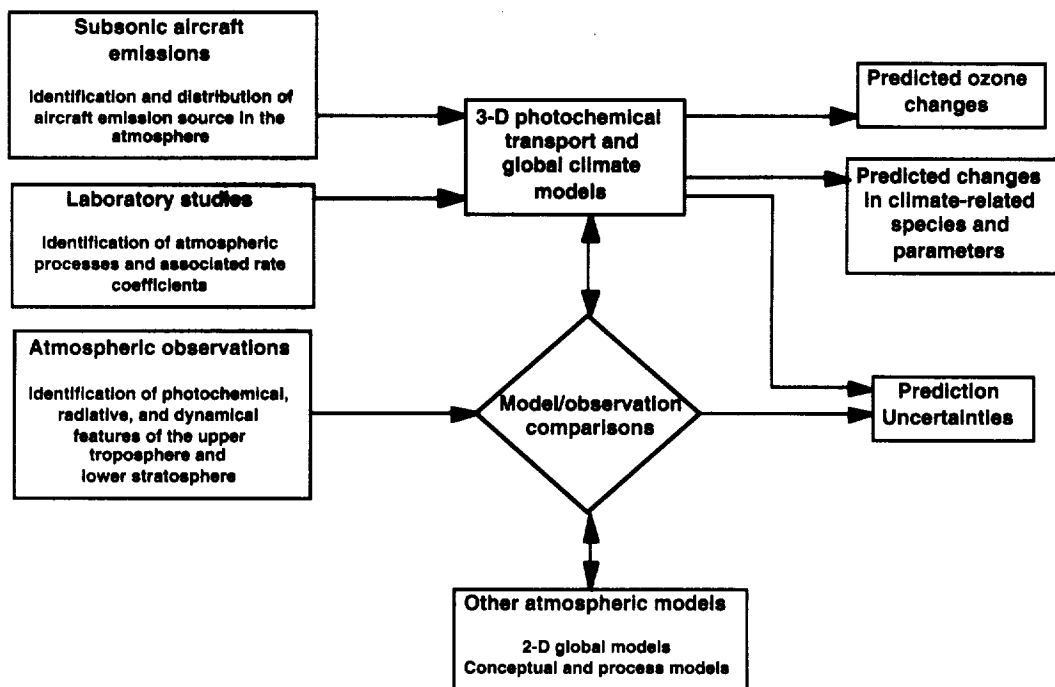 Subsonic aircraft
emissions
Identification and distribution of
aircraft emission source in the
atmosphere
Laboratory studies
Identification of atmospheric
processes and associated rate
coefficients
Atmospheric observations
Identification of photochemical,
radiative, and dynamical
features of the upper
troposphere and
lower stratosphere
3-D photochemical
transport and
global climate
models
Model/observation
comparisons
Other atmospheric models
2-D global models
Conceptual and process models
Predicted ozone
changes
Predicted changes
in climate-related
species and
parameters
Prediction
Uncertainties